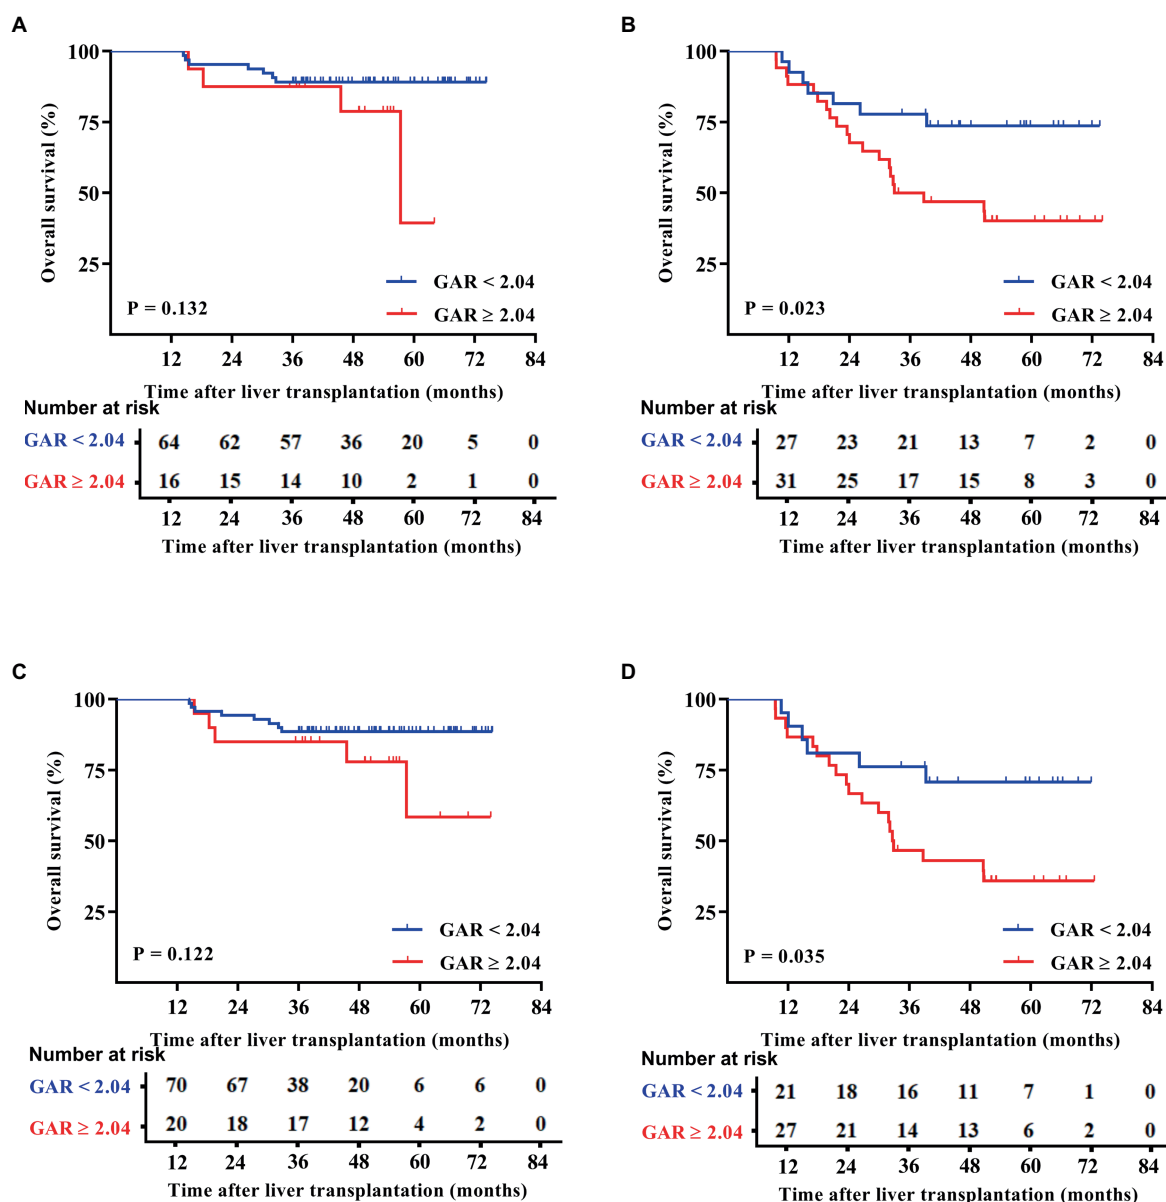 A
100
75
50
25
Overall survival (%)
GAR < 2.04
GAR ≥ 2.04
P = 0.132
12 24 36 48 60 72 84
Time after liver transplantation (months)
Number at risk
GAR < 2.04 64 62 57 36 20 5 0
GAR ≥ 2.04 16 15 14 10 2 1 0
12 24 36 48 60 72 84
Time after liver transplantation (months)
B
100
75
50
25
Overall survival (%)
GAR < 2.04
GAR ≥ 2.04
P = 0.023
12 24 36 48 60 72 84
Time after liver transplantation (months)
Number at risk
GAR < 2.04 27 23 21 13 7 2 0
GAR ≥ 2.04 31 25 17 15 8 3 0
12 24 36 48 60 72 84
Time after liver transplantation (months)
C
100
75
50
25
Overall survival (%)
GAR < 2.04
GAR ≥ 2.04
P = 0.122
12 24 36 48 60 72 84
Time after liver transplantation (months)
Number at risk
GAR < 2.04 70 67 38 20 6 6 0
GAR ≥ 2.04 20 18 17 12 4 2 0
12 24 36 48 60 72 84
Time after liver transplantation (months)
D
100
75
50
25
Overall survival (%)
GAR < 2.04
GAR ≥ 2.04
P = 0.035
12 24 36 48 60 72 84
Time after liver transplantation (months)
Number at risk
GAR < 2.04 21 18 16 11 7 1 0
GAR ≥ 2.04 27 21 14 13 6 2 0
12 24 36 48 60 72 84
Time after liver transplantation (months)